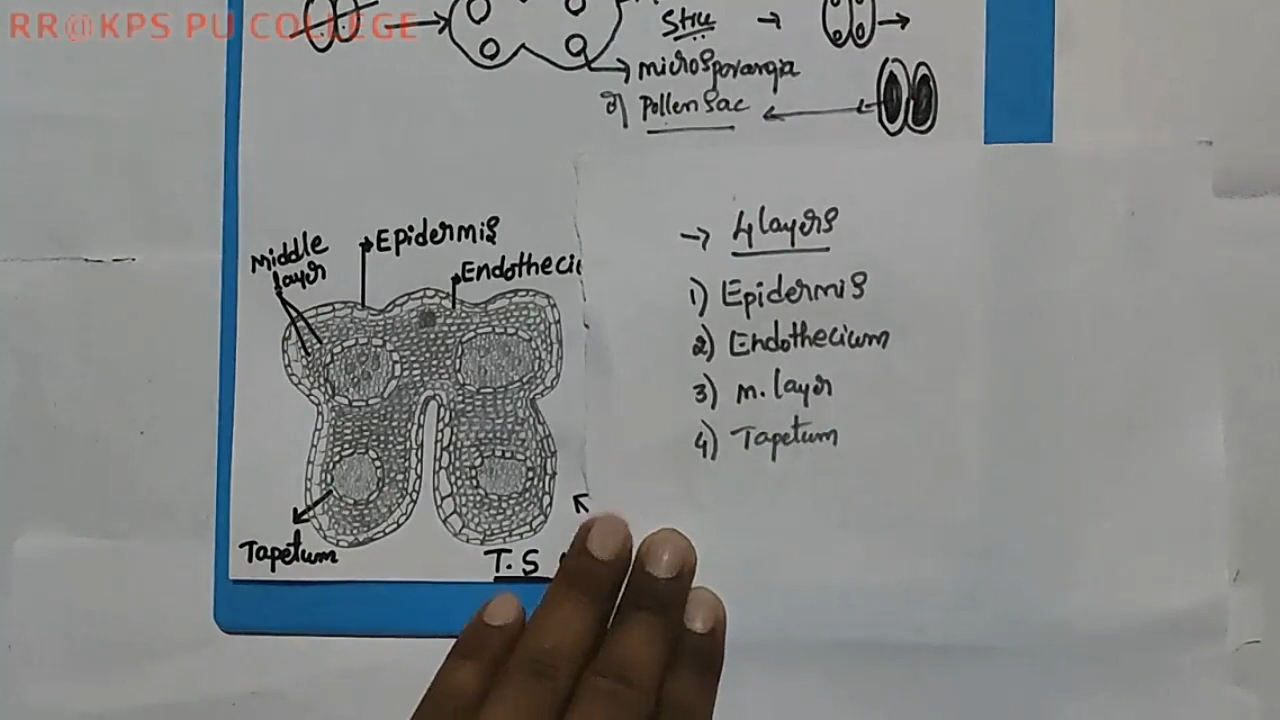 RR@KPS PU COLLEGE
Stru →
→ microsporangia
Pollen Sac
→ 4 layers
1) Epidermis
2) Endothecium
3) m. layer
4) Tapetum
Epidermis
Middle
layer
Endotheci
Tapetum
T.S